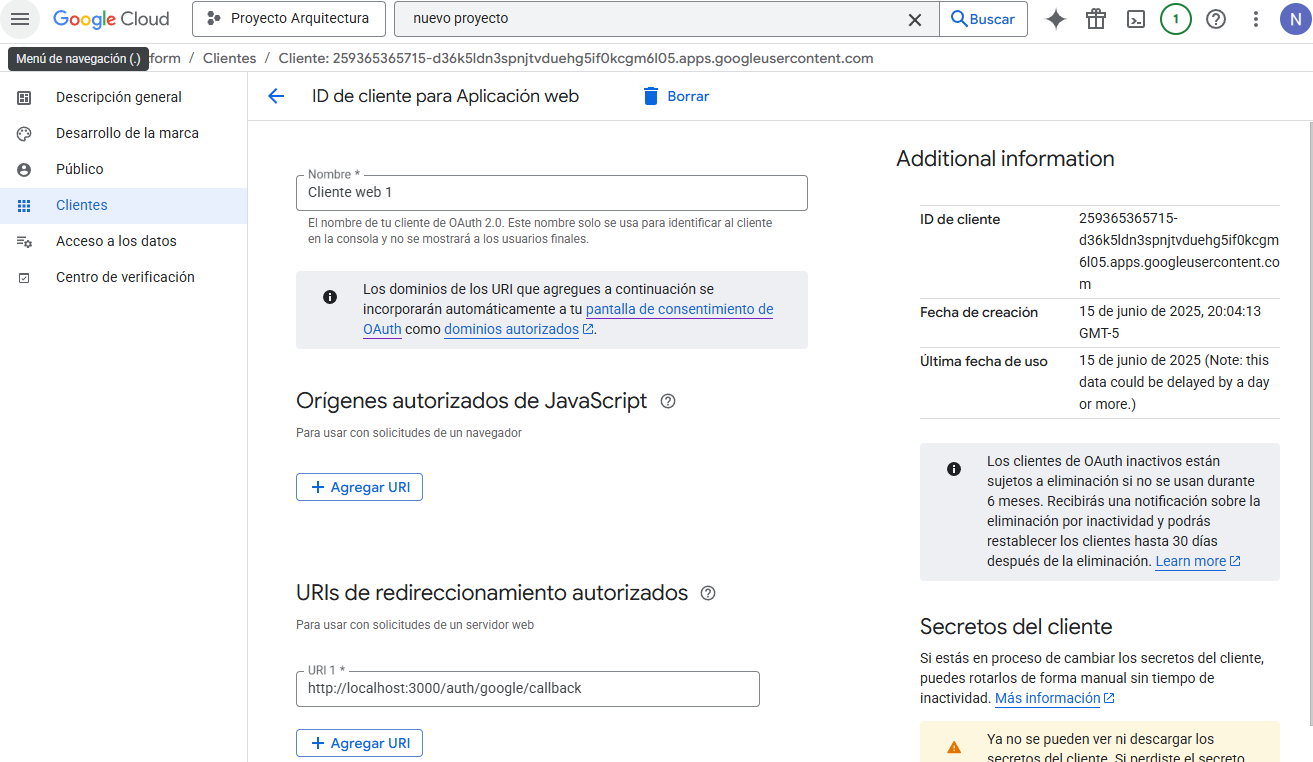 Google Cloud
Proyecto Arquitectura
nuevo proyecto
Buscar
1
N
Menú de navegación (.)
form / Clientes / Cliente: 259365365715-d36k5ldn3spnjtvduehg5if0kcgm6l05.apps.googleusercontent.com
Descripción general
Desarrollo de la marca
Público
Clientes
Acceso a los datos
Centro de verificación
ID de cliente para Aplicación web
Borrar
Nombre *
Cliente web 1
El nombre de tu cliente de OAuth 2.0. Este nombre solo se usa para identificar al cliente
en la consola y no se mostrará a los usuarios finales.
Los dominios de los URI que agregues a continuación se
incorporarán automáticamente a tu pantalla de consentimiento de
OAuth como dominios autorizados.
Orígenes autorizados de JavaScript
Para usar con solicitudes de un navegador
+ Agregar URI
URIs de redireccionamiento autorizados
Para usar con solicitudes de un servidor web
URI 1 *
http://localhost:3000/auth/google/callback
+ Agregar URI
Additional information
ID de cliente
259365365715-
d36k5ldn3spnjtvduehg5if0kcgm
6l05.apps.googleusercontent.co
m
Fecha de creación
15 de junio de 2025, 20:04:13
GMT-5
Última fecha de uso
15 de junio de 2025 (Note: this
data could be delayed by a day
or more.)
Los clientes de OAuth inactivos están
sujetos a eliminación si no se usan durante
6 meses. Recibirás una notificación sobre la
eliminación por inactividad y podrás
restablecer los clientes hasta 30 días
después de la eliminación. Learn more
Secretos del cliente
Si estás en proceso de cambiar los secretos del cliente,
puedes rotarlos de forma manual sin tiempo de
inactividad. Más información
Ya no se pueden ver ni descargar los
secretos del cliente. Si perdiste el secreto